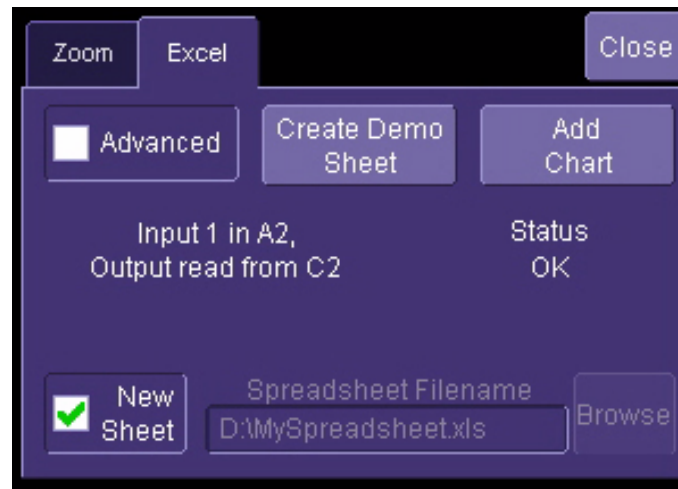 Zoom
Excel
Close
Advanced
Create Demo
Sheet
Add
Chart
Input 1 in A2,
Output read from C2
Status
OK
New
Sheet
Spreadsheet Filename
D:\MySpreadsheet.xls
Browse